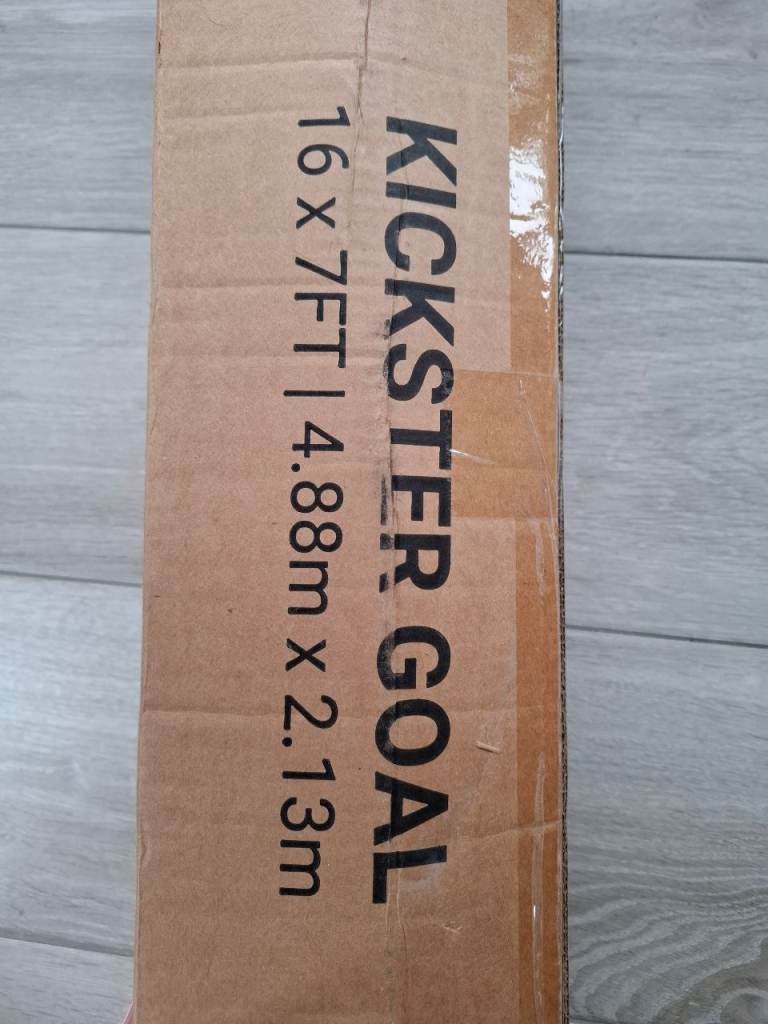 KICKSTER GOAL
16 x 7FT | 4.88m x 2.13m